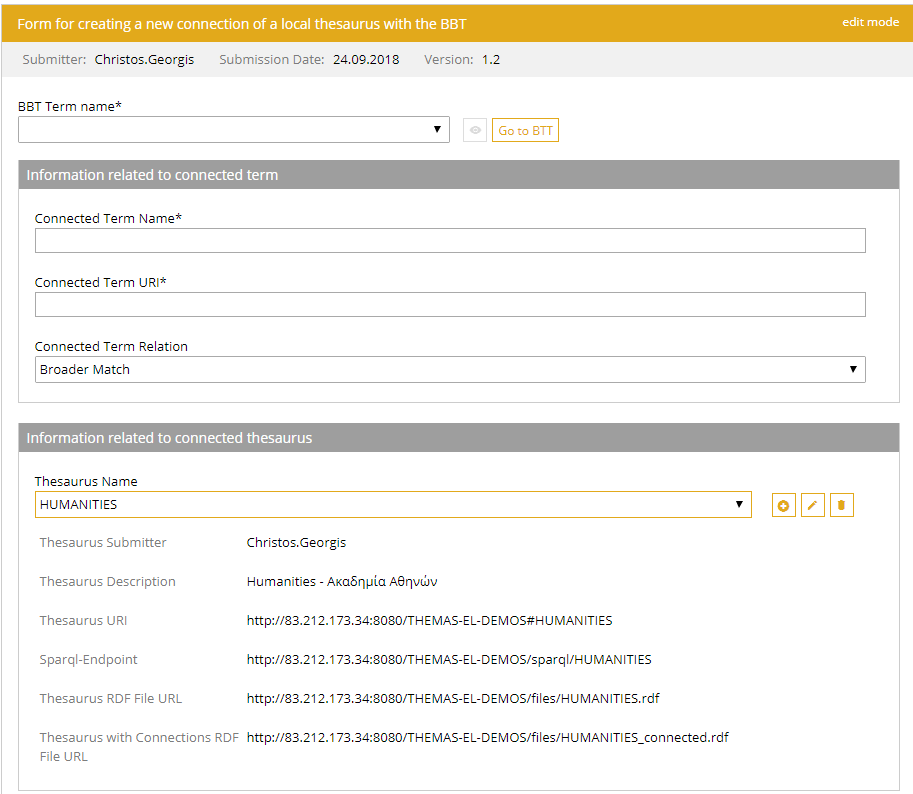 Form for creating a new connection of a local thesaurus with the BBT
edit mode
Submitter: Christos.Georgis Submission Date: 24.09.2018 Version: 1.2
BBT Term name*
Go to BTT
Information related to connected term
Connected Term Name*
Connected Term URI*
Connected Term Relation
Broader Match
Information related to connected thesaurus
Thesaurus Name
HUMANITIES
Thesaurus Submitter Christos.Georgis
Thesaurus Description Humanities - Ακαδημία Αθηνών
Thesaurus URI http://83.212.173.34:8080/THEMAS-EL-DEMOS#HUMANITIES
Sparql-Endpoint http://83.212.173.34:8080/THEMAS-EL-DEMOS/sparql/HUMANITIES
Thesaurus RDF File URL http://83.212.173.34:8080/THEMAS-EL-DEMOS/files/HUMANITIES.rdf
Thesaurus with Connections RDF http://83.212.173.34:8080/THEMAS-EL-DEMOS/files/HUMANITIES_connected.rdf
File URL